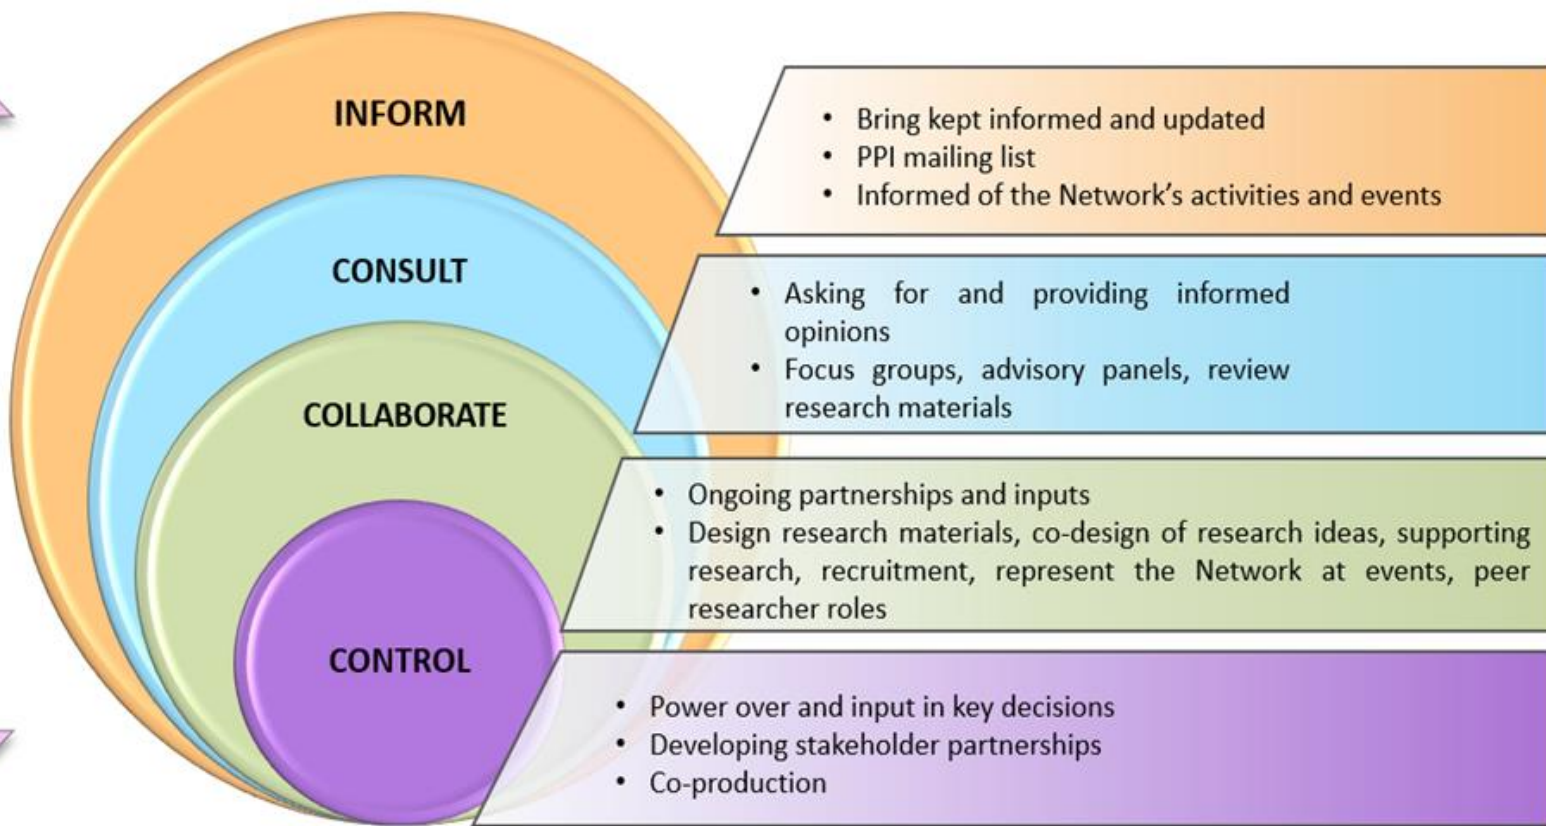 INFORM
• Bring kept informed and updated
• PPI mailing list
• Informed of the Network’s activities and events
CONSULT
• Asking for and providing informed
opinions
• Focus groups, advisory panels, review
research materials
COLLABORATE
• Ongoing partnerships and inputs
• Design research materials, co-design of research ideas, supporting
research, recruitment, represent the Network at events, peer
researcher roles
CONTROL
• Power over and input in key decisions
• Developing stakeholder partnerships
• Co-production